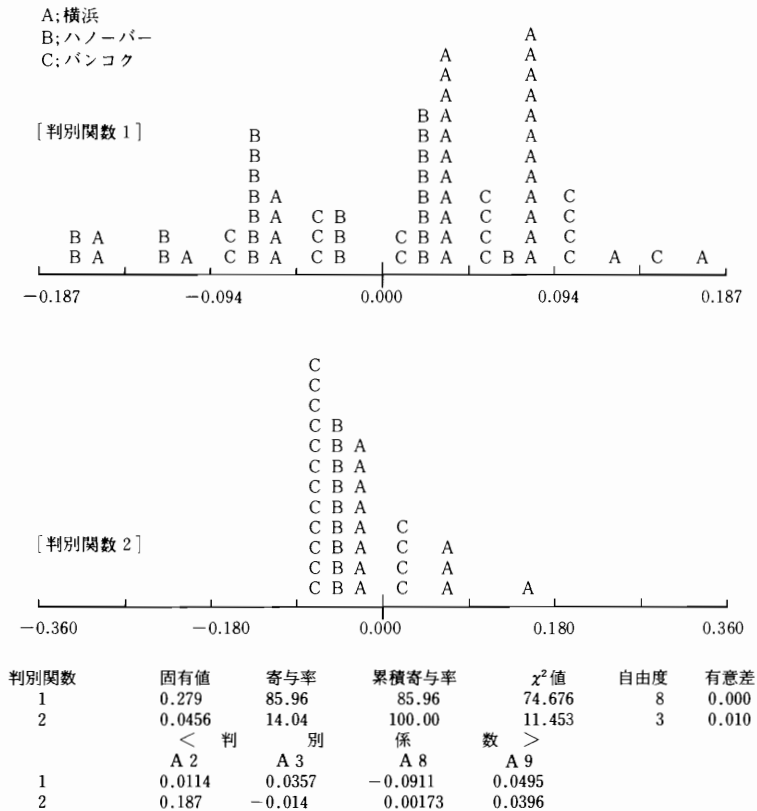 A;横浜
B;ハノーバー
C;バンコク
A
A A
A A
A A
B A A
[判別関数 1]
B B A A
B B A A
B B A A
B A B A C A C
B A C B B A C A C
B A B C B A C B C B A C A C
B A B A C B A C B C B A C B A C A C A
−0.187 −0.094 0.000 0.094 0.187
C
C
C
C B
C B A
C B A
C B A
C B A
C B A C
[判別関数 2] C B A C A
C B A C A
C B A C A A
−0.360 −0.180 0.000 0.180 0.360
判別関数 固有値 寄与率 累積寄与率 χ²値 自由度 有意差
1 0.279 85.96 85.96 74.676 8 0.000
2 0.0456 14.04 100.00 11.453 3 0.010
< 判 別 係 数 >
A 2 A 3 A 8 A 9
1 0.0114 0.0357 −0.0911 0.0495
2 0.187 −0.014 0.00173 0.0396